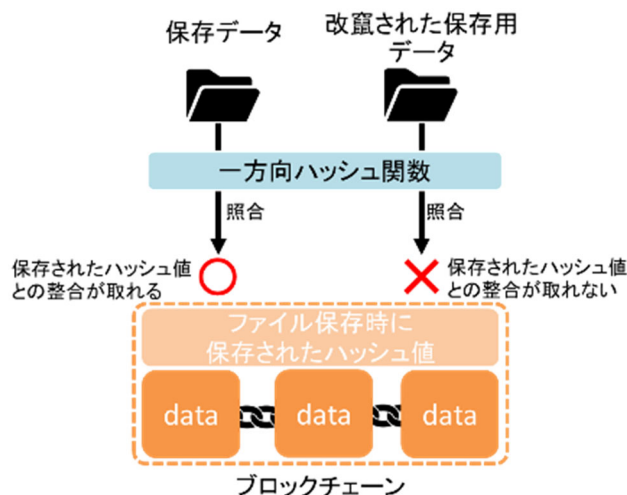 保存データ
改竄された保存用
データ
一方向ハッシュ関数
照合
照合
保存されたハッシュ値
との整合が取れる
保存されたハッシュ値
との整合が取れない
ファイル保存時に
保存されたハッシュ値
data
data
data
ブロックチェーン